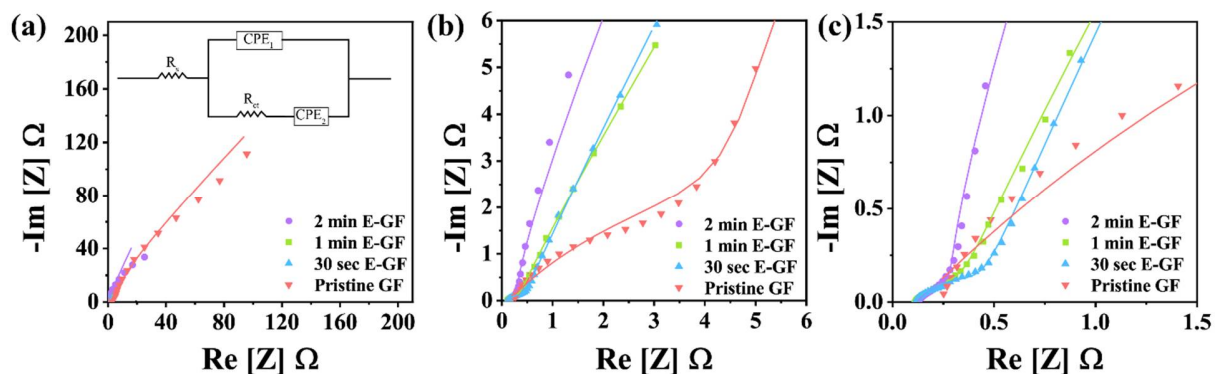 (a)
200
160
120
80
40
0
-Im [Z] Ω
0 40 80 120 160 200
Re [Z] Ω
Rs
CPE1
Rct
CPE2
2 min E-GF
1 min E-GF
30 sec E-GF
Pristine GF
(b)
6
5
4
3
2
1
0
-Im [Z] Ω
0 1 2 3 4 5 6
Re [Z] Ω
2 min E-GF
1 min E-GF
30 sec E-GF
Pristine GF
(c)
1.5
1.0
0.5
0.0
-Im [Z] Ω
0.0 0.5 1.0 1.5
Re [Z] Ω
2 min E-GF
1 min E-GF
30 sec E-GF
Pristine GF